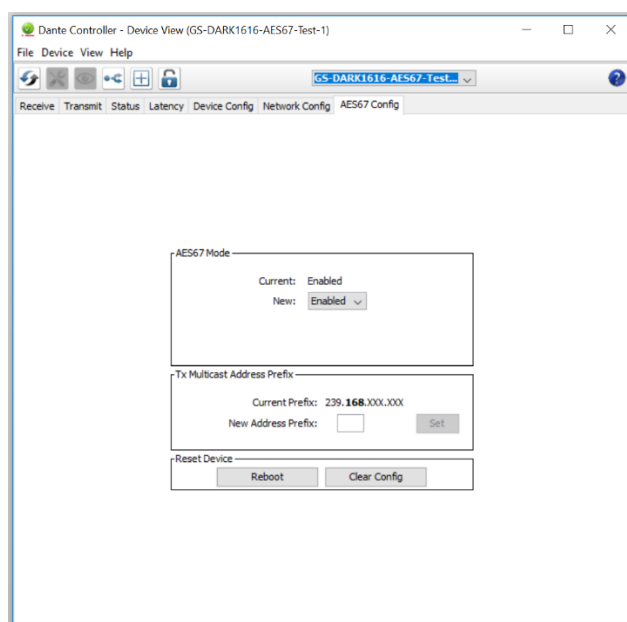 Dante Controller - Device View (GS-DARK1616-AES67-Test-1)
File Device View Help
GS-DARK1616-AES67-Test...
Receive Transmit Status Latency Device Config Network Config AES67 Config
AES67 Mode
Current: Enabled
New: Enabled
Tx Multicast Address Prefix
Current Prefix: 239.168.XXX.XXX
New Address Prefix: Set
Reset Device
Reboot Clear Config